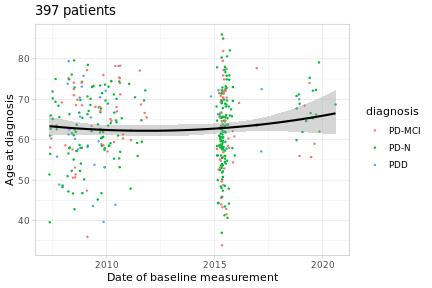 397 patients
80
70
60
50
40
Age at diagnosis
2010
2015
2020
Date of baseline measurement
diagnosis
PD-MCI
PD-N
PDD